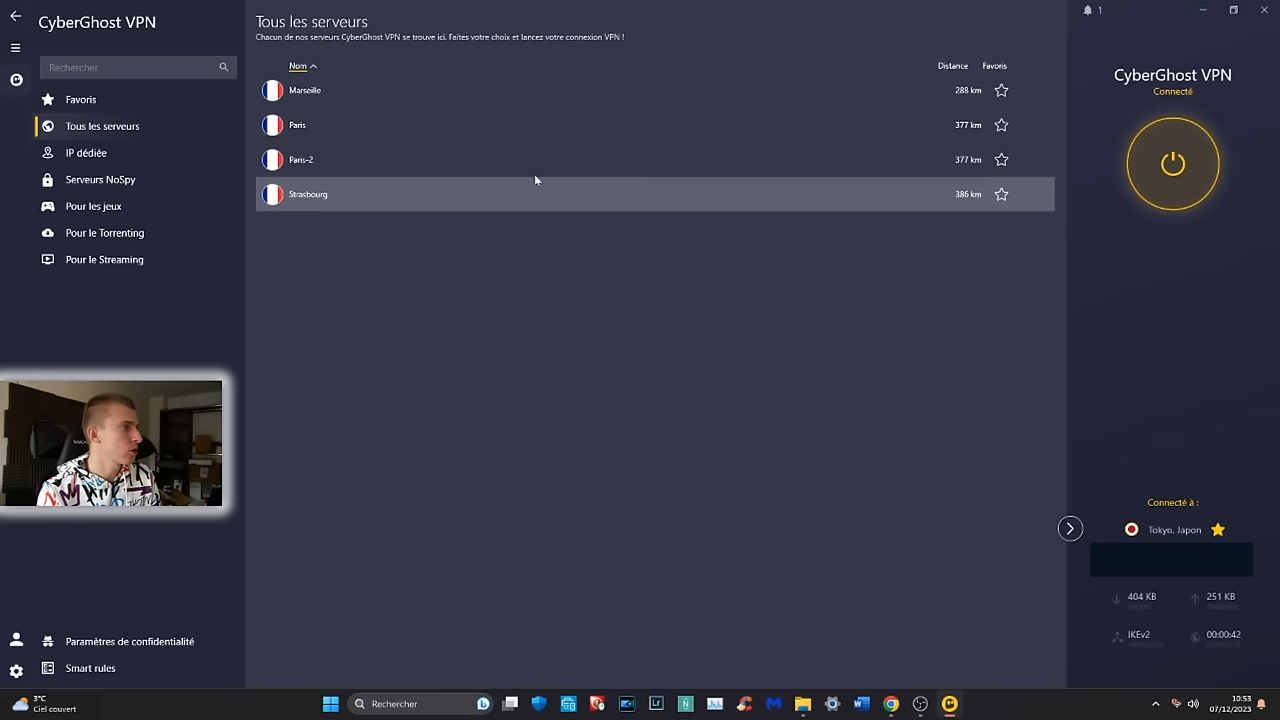 CyberGhost VPN
Rechercher
Favoris
Tous les serveurs
IP dédiée
Serveurs NoSpy
Pour les jeux
Pour le Torrenting
Pour le Streaming
Paramètres de confidentialité
Smart rules
Tous les serveurs
Chacun de nos serveurs CyberGhost VPN se trouve ici. Faites votre choix et lancez votre connexion VPN !
Nom Distance Favoris
Marseille 288 km
Paris 377 km
Paris-2 377 km
Strasbourg 386 km
1
CyberGhost VPN
Connecté
Connecté à :
Tokyo, Japon
404 KB 251 KB
IKEv2 00:00:42
3°C
Ciel couvert
Rechercher
10:53
07/12/2023